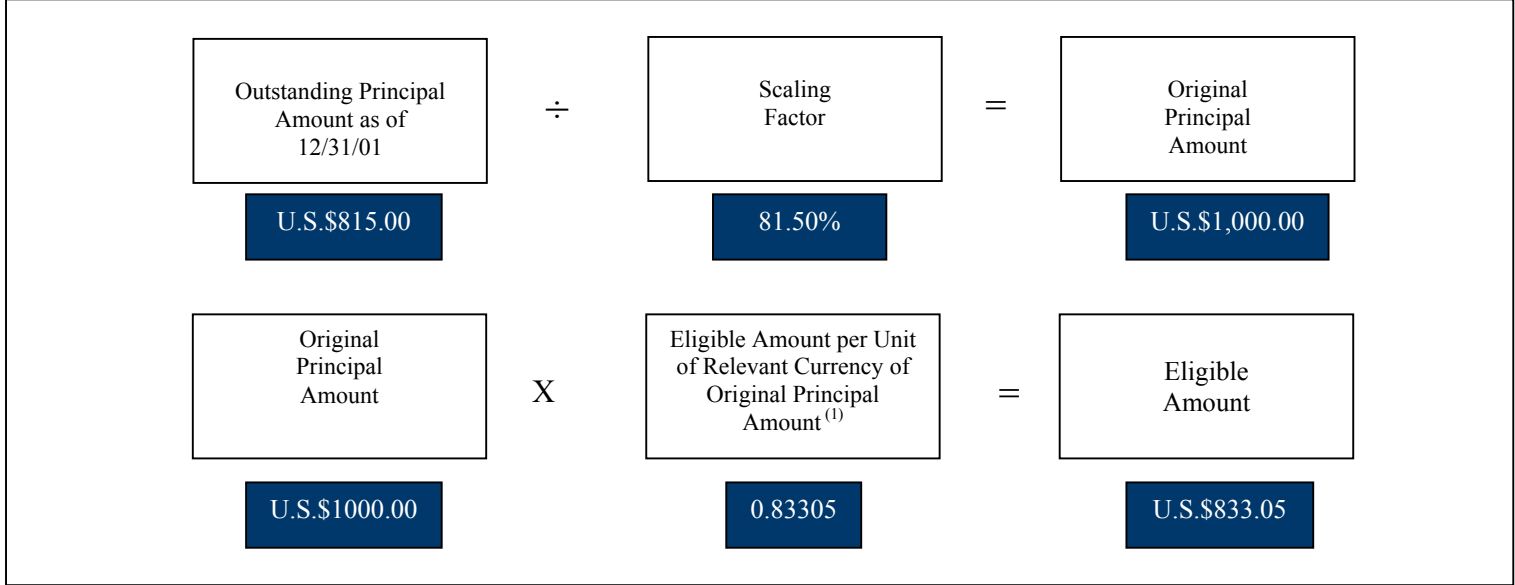 Outstanding Principal
Amount as of
12/31/01
÷
Scaling
Factor
=
Original
Principal
Amount
U.S.$815.00
81.50%
U.S.$1,000.00
Original
Principal
Amount
X
Eligible Amount per Unit
of Relevant Currency of
Original Principal
Amount (1)
=
Eligible
Amount
U.S.$1000.00
0.83305
U.S.$833.05